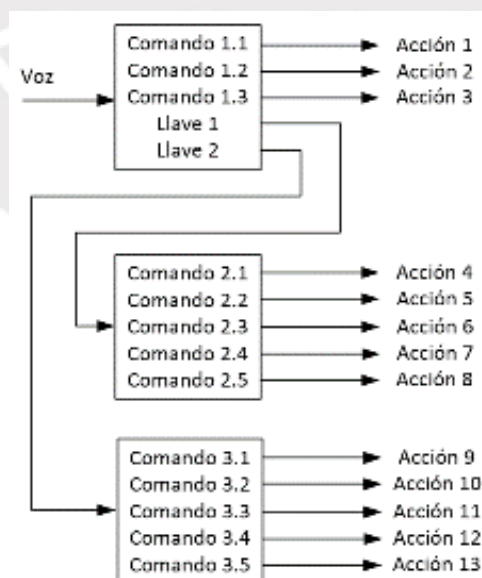 Voz
Comando 1.1
Comando 1.2
Comando 1.3
Llave 1
Llave 2
Acción 1
Acción 2
Acción 3
Comando 2.1
Comando 2.2
Comando 2.3
Comando 2.4
Comando 2.5
Acción 4
Acción 5
Acción 6
Acción 7
Acción 8
Comando 3.1
Comando 3.2
Comando 3.3
Comando 3.4
Comando 3.5
Acción 9
Acción 10
Acción 11
Acción 12
Acción 13